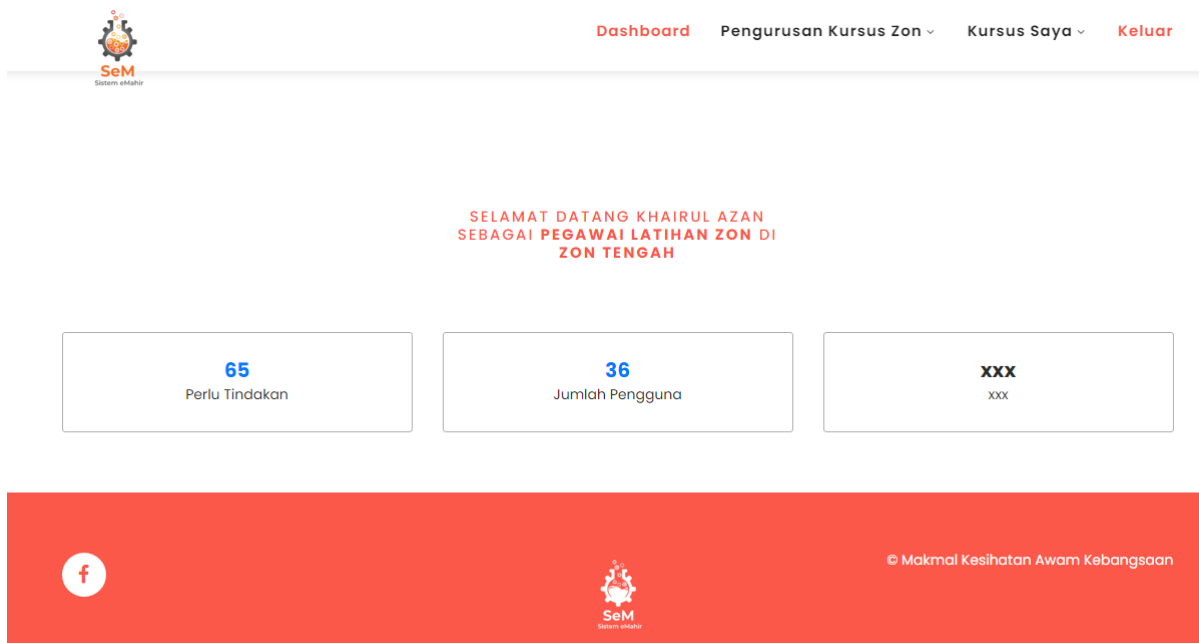 SeM
Sistem eMahir
Dashboard
Pengurusan Kursus Zon
Kursus Saya
Keluar
SELAMAT DATANG KHAIRUL AZAN
SEBAGAI PEGAWAI LATIHAN ZON DI
ZON TENGAH
65
Perlu Tindakan
36
Jumlah Pengguna
xxx
xxx
f
© Makmal Kesihatan Awam Kebangsaan
SeM
Sistem eMahir